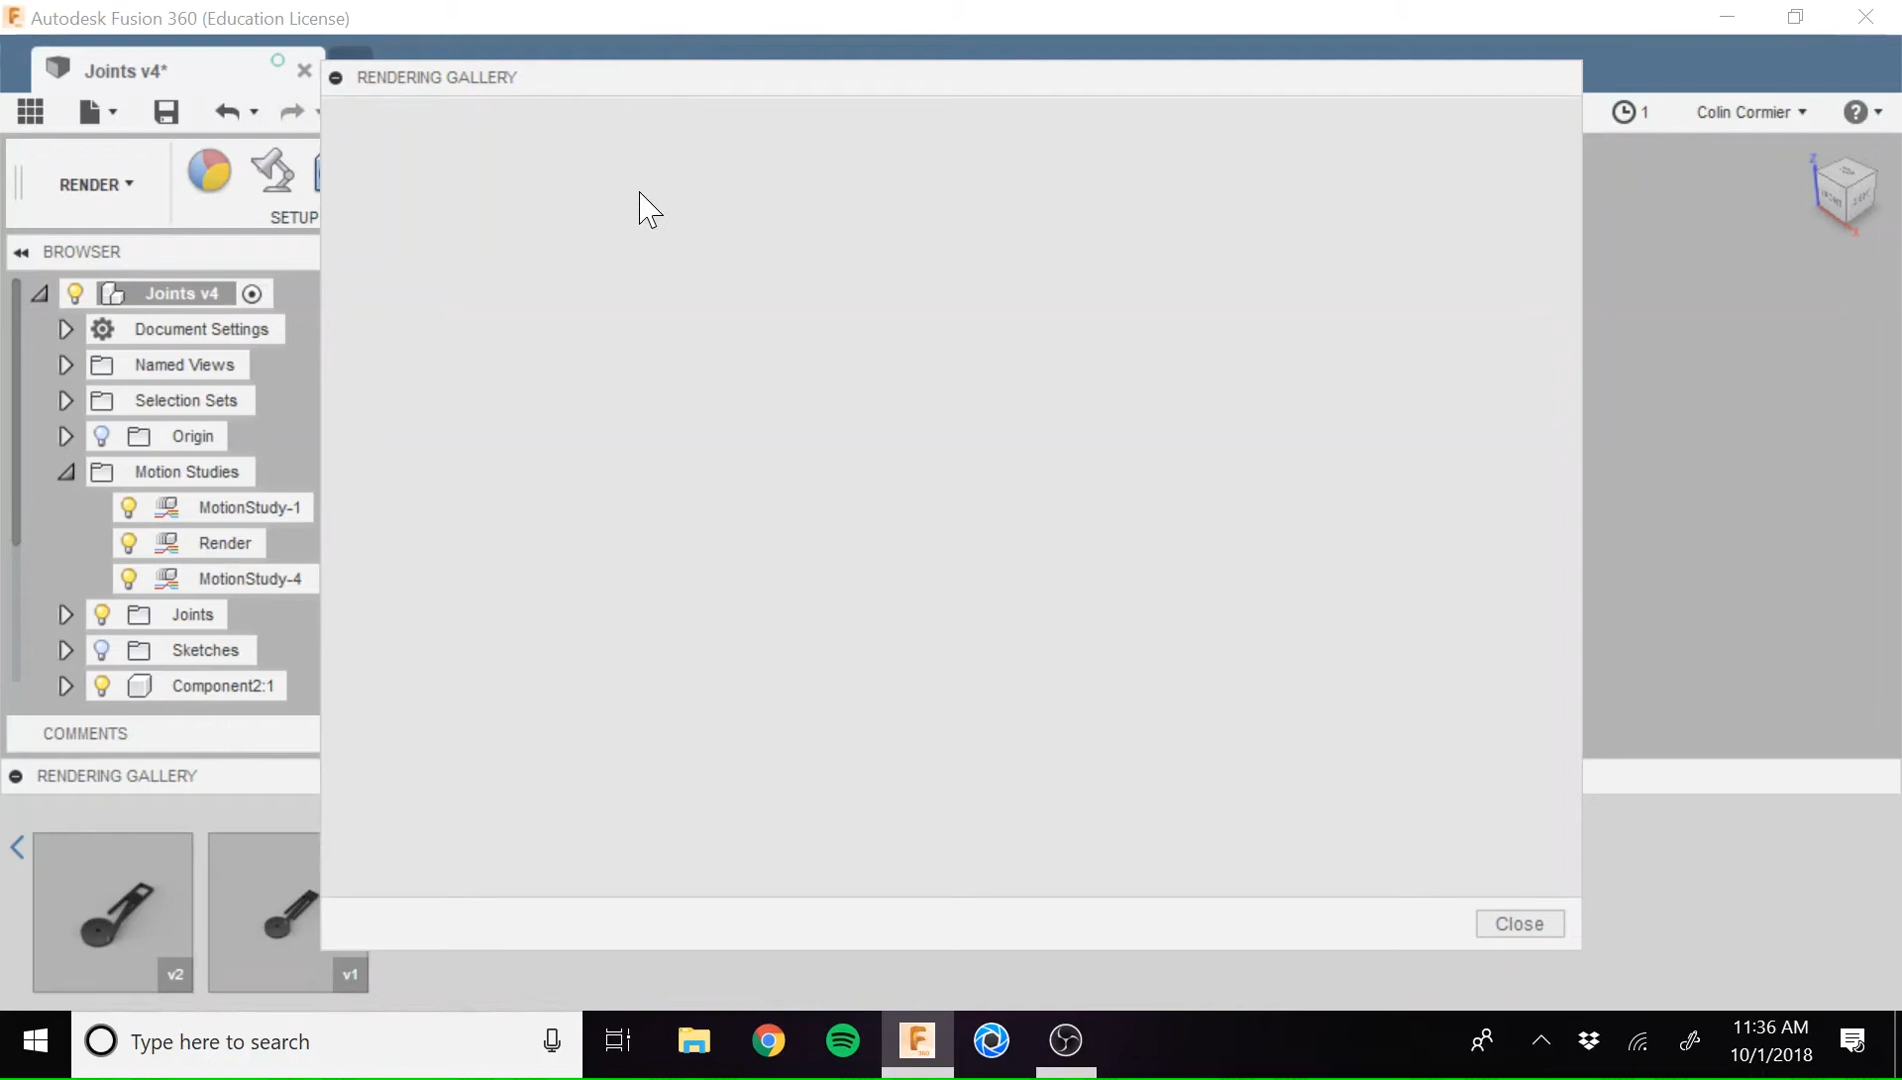 Autodesk Fusion 360 (Education License)
Joints v4*
RENDERING GALLERY
1
Colin Cormier
RENDER
SETUP
BROWSER
Joints v4
Document Settings
Named Views
Selection Sets
Origin
Motion Studies
MotionStudy-1
Render
MotionStudy-4
Joints
Sketches
Component2:1
COMMENTS
RENDERING GALLERY
v2
v1
Close
Type here to search
11:36 AM
10/1/2018